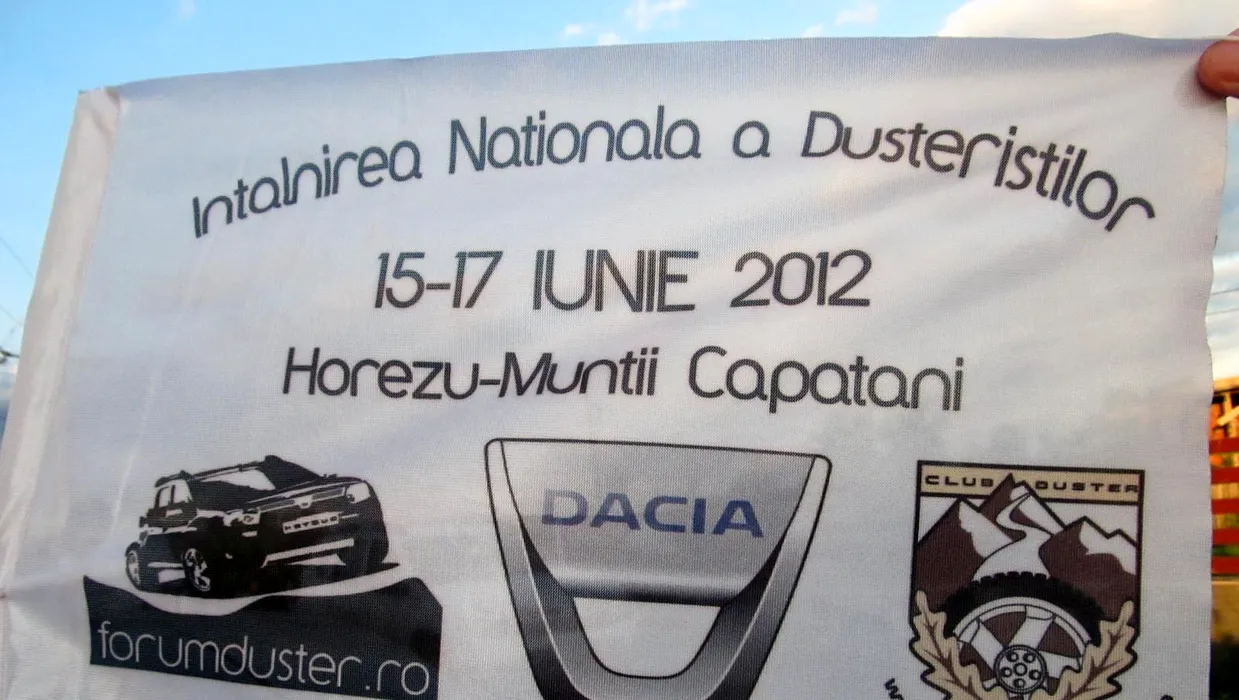 Intalnirea Nationala a Dusteristilor
15-17 IUNIE 2012
Horezu-Muntii Capatani
DACIA
CLUB DUSTER
forumduster.ro